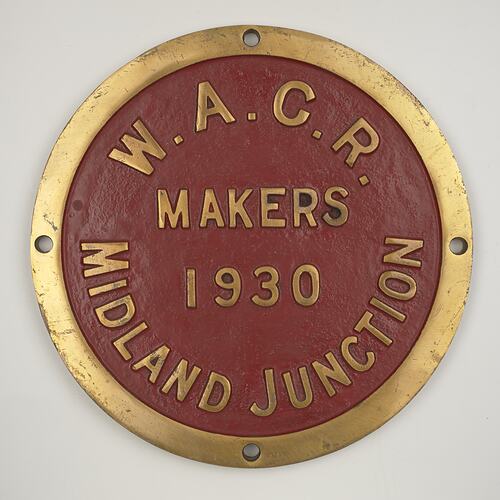 W. A. C. R.
MAKERS
1930
MIDLAND JUNCTION